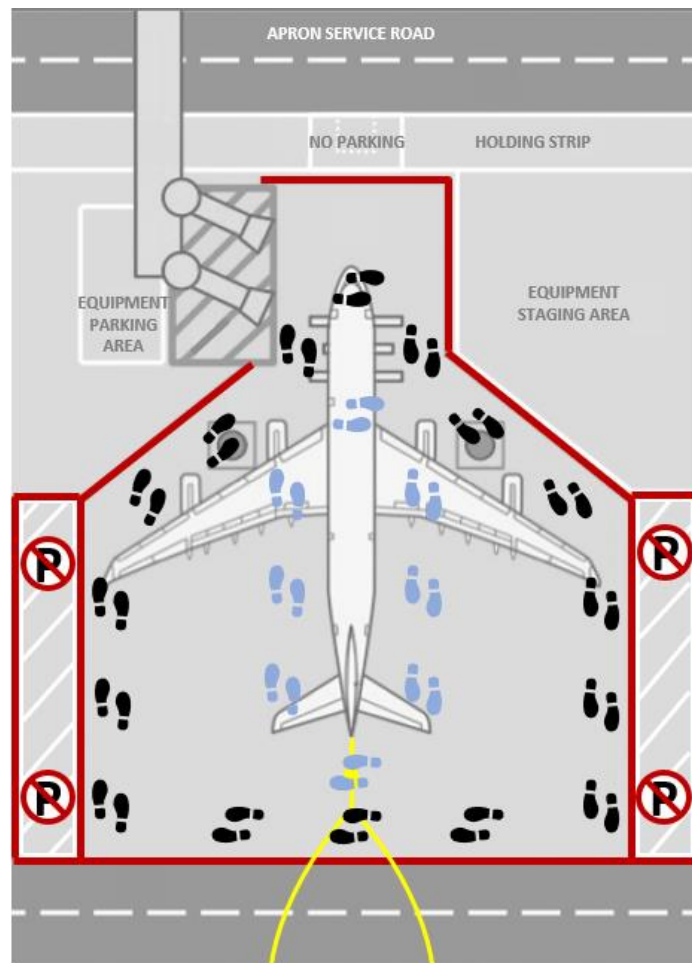 APRON SERVICE ROAD
NO PARKING
HOLDING STRIP
EQUIPMENT
PARKING
AREA
EQUIPMENT
STAGING AREA
P
P
P
P